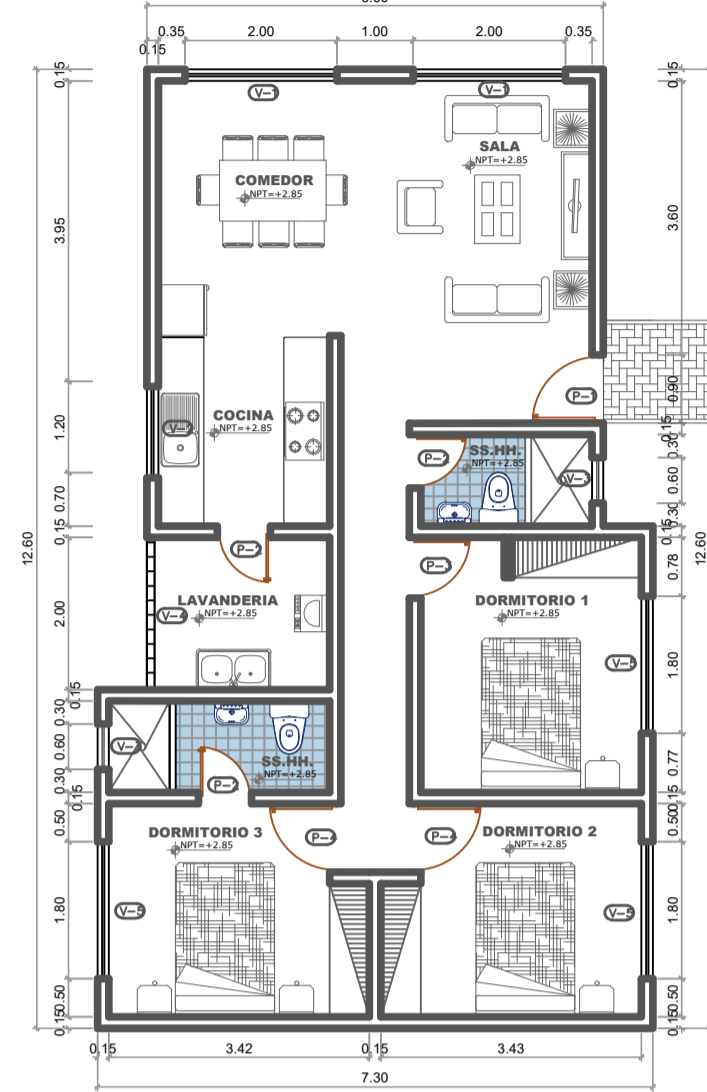 0.35 2.00 1.00 2.00 0.35
0.15
0.15 0.15
V-1 V-1
SALA
NPT=+2.85
COMEDOR
NPT=+2.85
3.95 3.60
P-1
0.90
COCINA
NPT=+2.85
1.20
0.15
0.30
P-2 SS.HH.
NPT=+2.85
0.60
0.70
0.30
0.15 0.15
12.60 12.60
P-2 P-3
0.78
LAVANDERIA
NPT=+2.85
DORMITORIO 1
NPT=+2.85
2.00
V-4
V-5
1.80
0.15
0.30
0.60
SS.HH.
NPT=+2.85
P-2
0.77
0.30
0.15
0.50 0.50
DORMITORIO 3
NPT=+2.85
P-4 P-4
DORMITORIO 2
NPT=+2.85
V-5 V-5
1.80 1.80
0.50 0.50
0.15 0.15
0.15 3.42 0.15 3.43
7.30